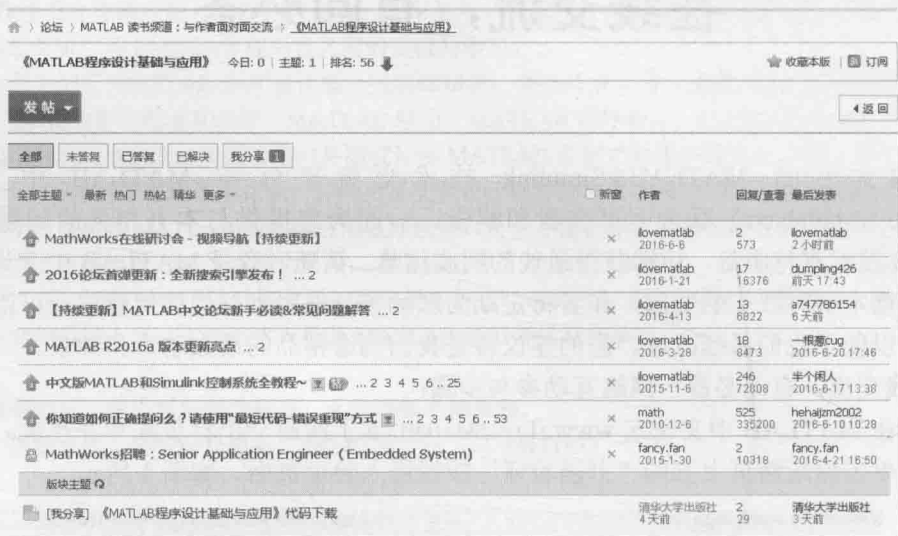 论坛 〉 MATLAB 读书频道：与作者面对面交流 〉 《MATLAB程序设计基础与应用》
《MATLAB程序设计基础与应用》 今日: 0 | 主题: 1 | 排名: 56 收藏本版 | 订阅
发帖 返回
全部 未答复 已答复 已解决 我分享 1
全部主题 最新 热门 热帖 精华 更多 新窗 作者 回复/查看 最后发表
MathWorks在线研讨会 - 视频导航【持续更新】 ilovematlab 2 ilovematlab
2016-6-6 573 2 小时前
2016论坛首弹更新：全新搜索引擎发布！ ...2 ilovematlab 17 dumpling426
2016-1-21 16376 前天 17:43
【持续更新】MATLAB中文论坛新手必读&常见问题解答 ...2 ilovematlab 13 a747786154
2016-4-13 6822 6 天前
MATLAB R2016a 版本更新亮点 ...2 ilovematlab 18 一根葱cug
2016-3-28 8473 2016-6-20 17:46
中文版MATLAB和Simulink控制系统全教程~ ...2 3 4 5 6..25 ilovematlab 246 半个闲人
2015-11-6 72808 2016-6-17 13:38
你知道如何正确提问么？请使用"最短代码-错误重现"方式 ...2 3 4 5 6..53 math 525 hehaijzm2002
2010-12-6 335200 2016-6-10 10:28
MathWorks招聘：Senior Application Engineer ( Embedded System) fancy.fan 2 fancy.fan
2015-1-30 10318 2016-4-21 16:50
版块主题
[我分享] 《MATLAB程序设计基础与应用》代码下载 清华大学出版社 2 清华大学出版社
4 天前 29 3 天前